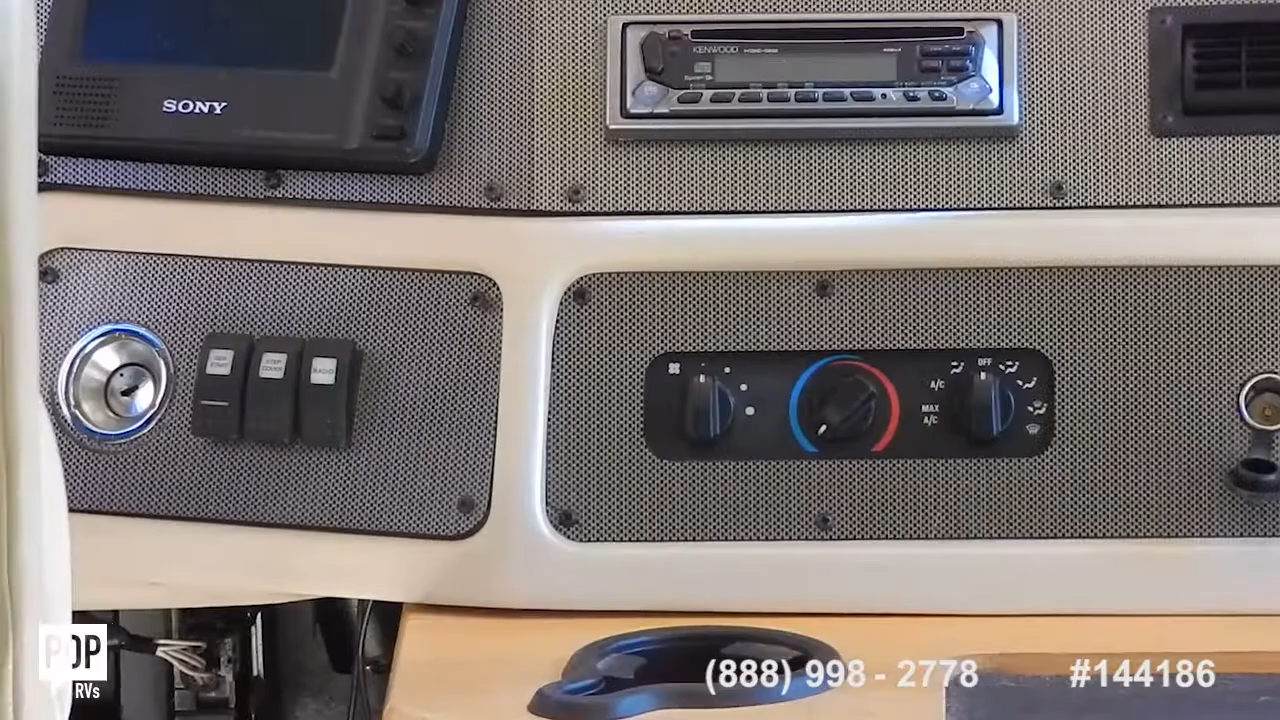 SONY
KENWOOD
GEN
START
STEP
COVER
RADIO
OFF
A/C
MAX
A/C
POP
RVs
(888) 998 - 2778
#144186